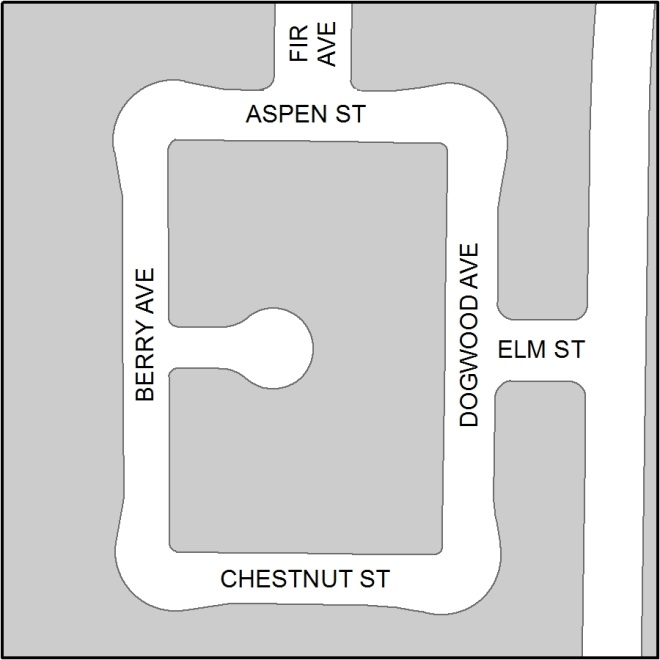 FIR
AVE
ASPEN ST
BERRY AVE
DOGWOOD AVE
ELM ST
CHESTNUT ST